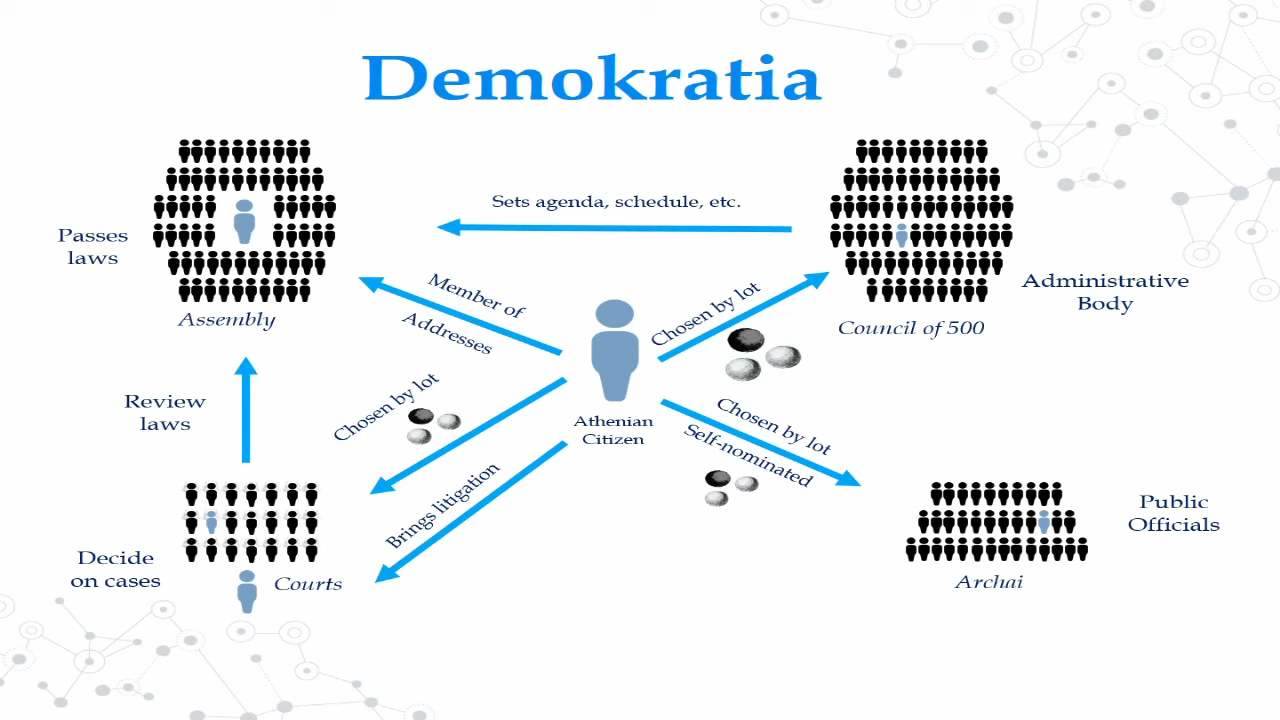 Demokratia
Sets agenda, schedule, etc.
Passes
laws
Assembly
Member of
Addresses
Chosen by lot
Administrative
Body
Council of 500
Review
laws
Chosen by lot
Athenian
Citizen
Chosen by lot
Self-nominated
Brings litigation
Decide
on cases
Courts
Public
Officials
Archai